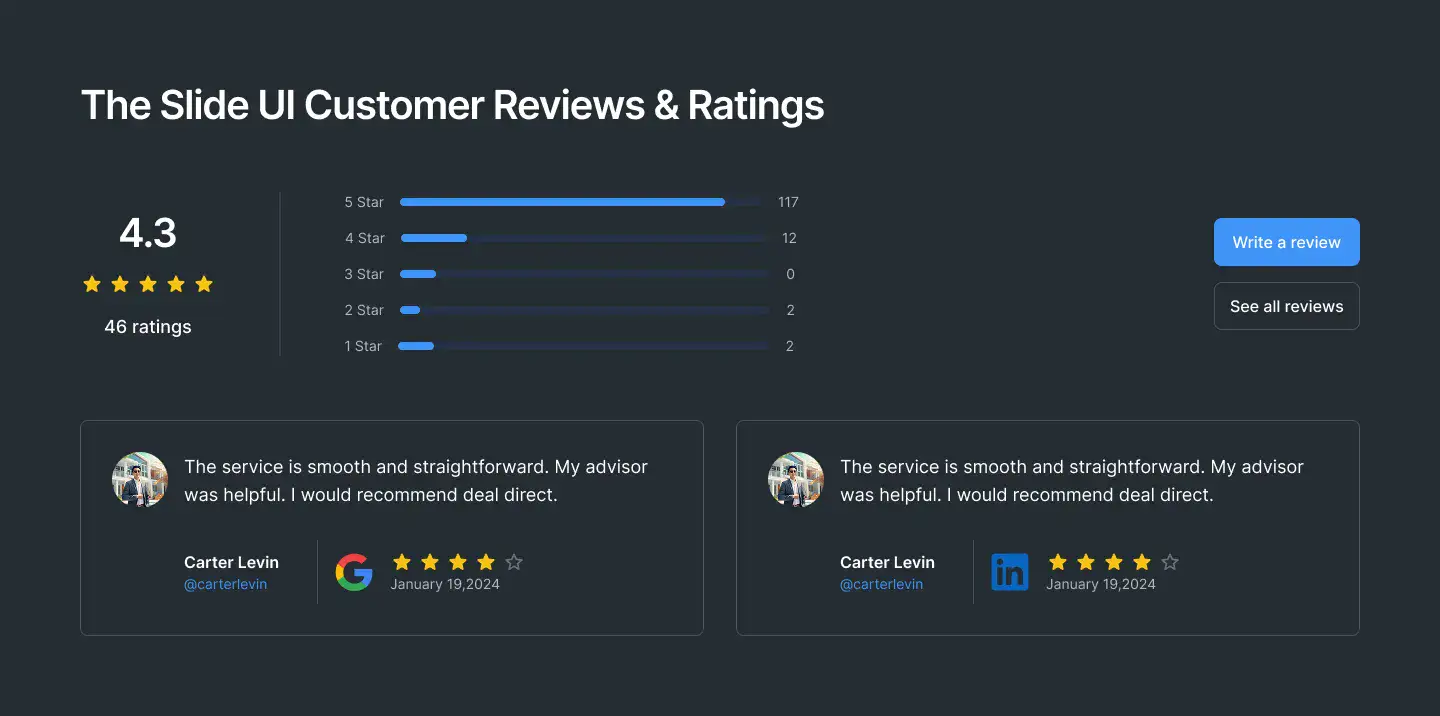 The Slide UI Customer Reviews & Ratings
4.3
46 ratings
5 Star 117
4 Star 12
3 Star 0
2 Star 2
1 Star 2
Write a review
See all reviews
The service is smooth and straightforward. My advisor
was helpful. I would recommend deal direct.
Carter Levin
@carterlevin
January 19,2024
The service is smooth and straightforward. My advisor
was helpful. I would recommend deal direct.
Carter Levin
@carterlevin
in
January 19,2024